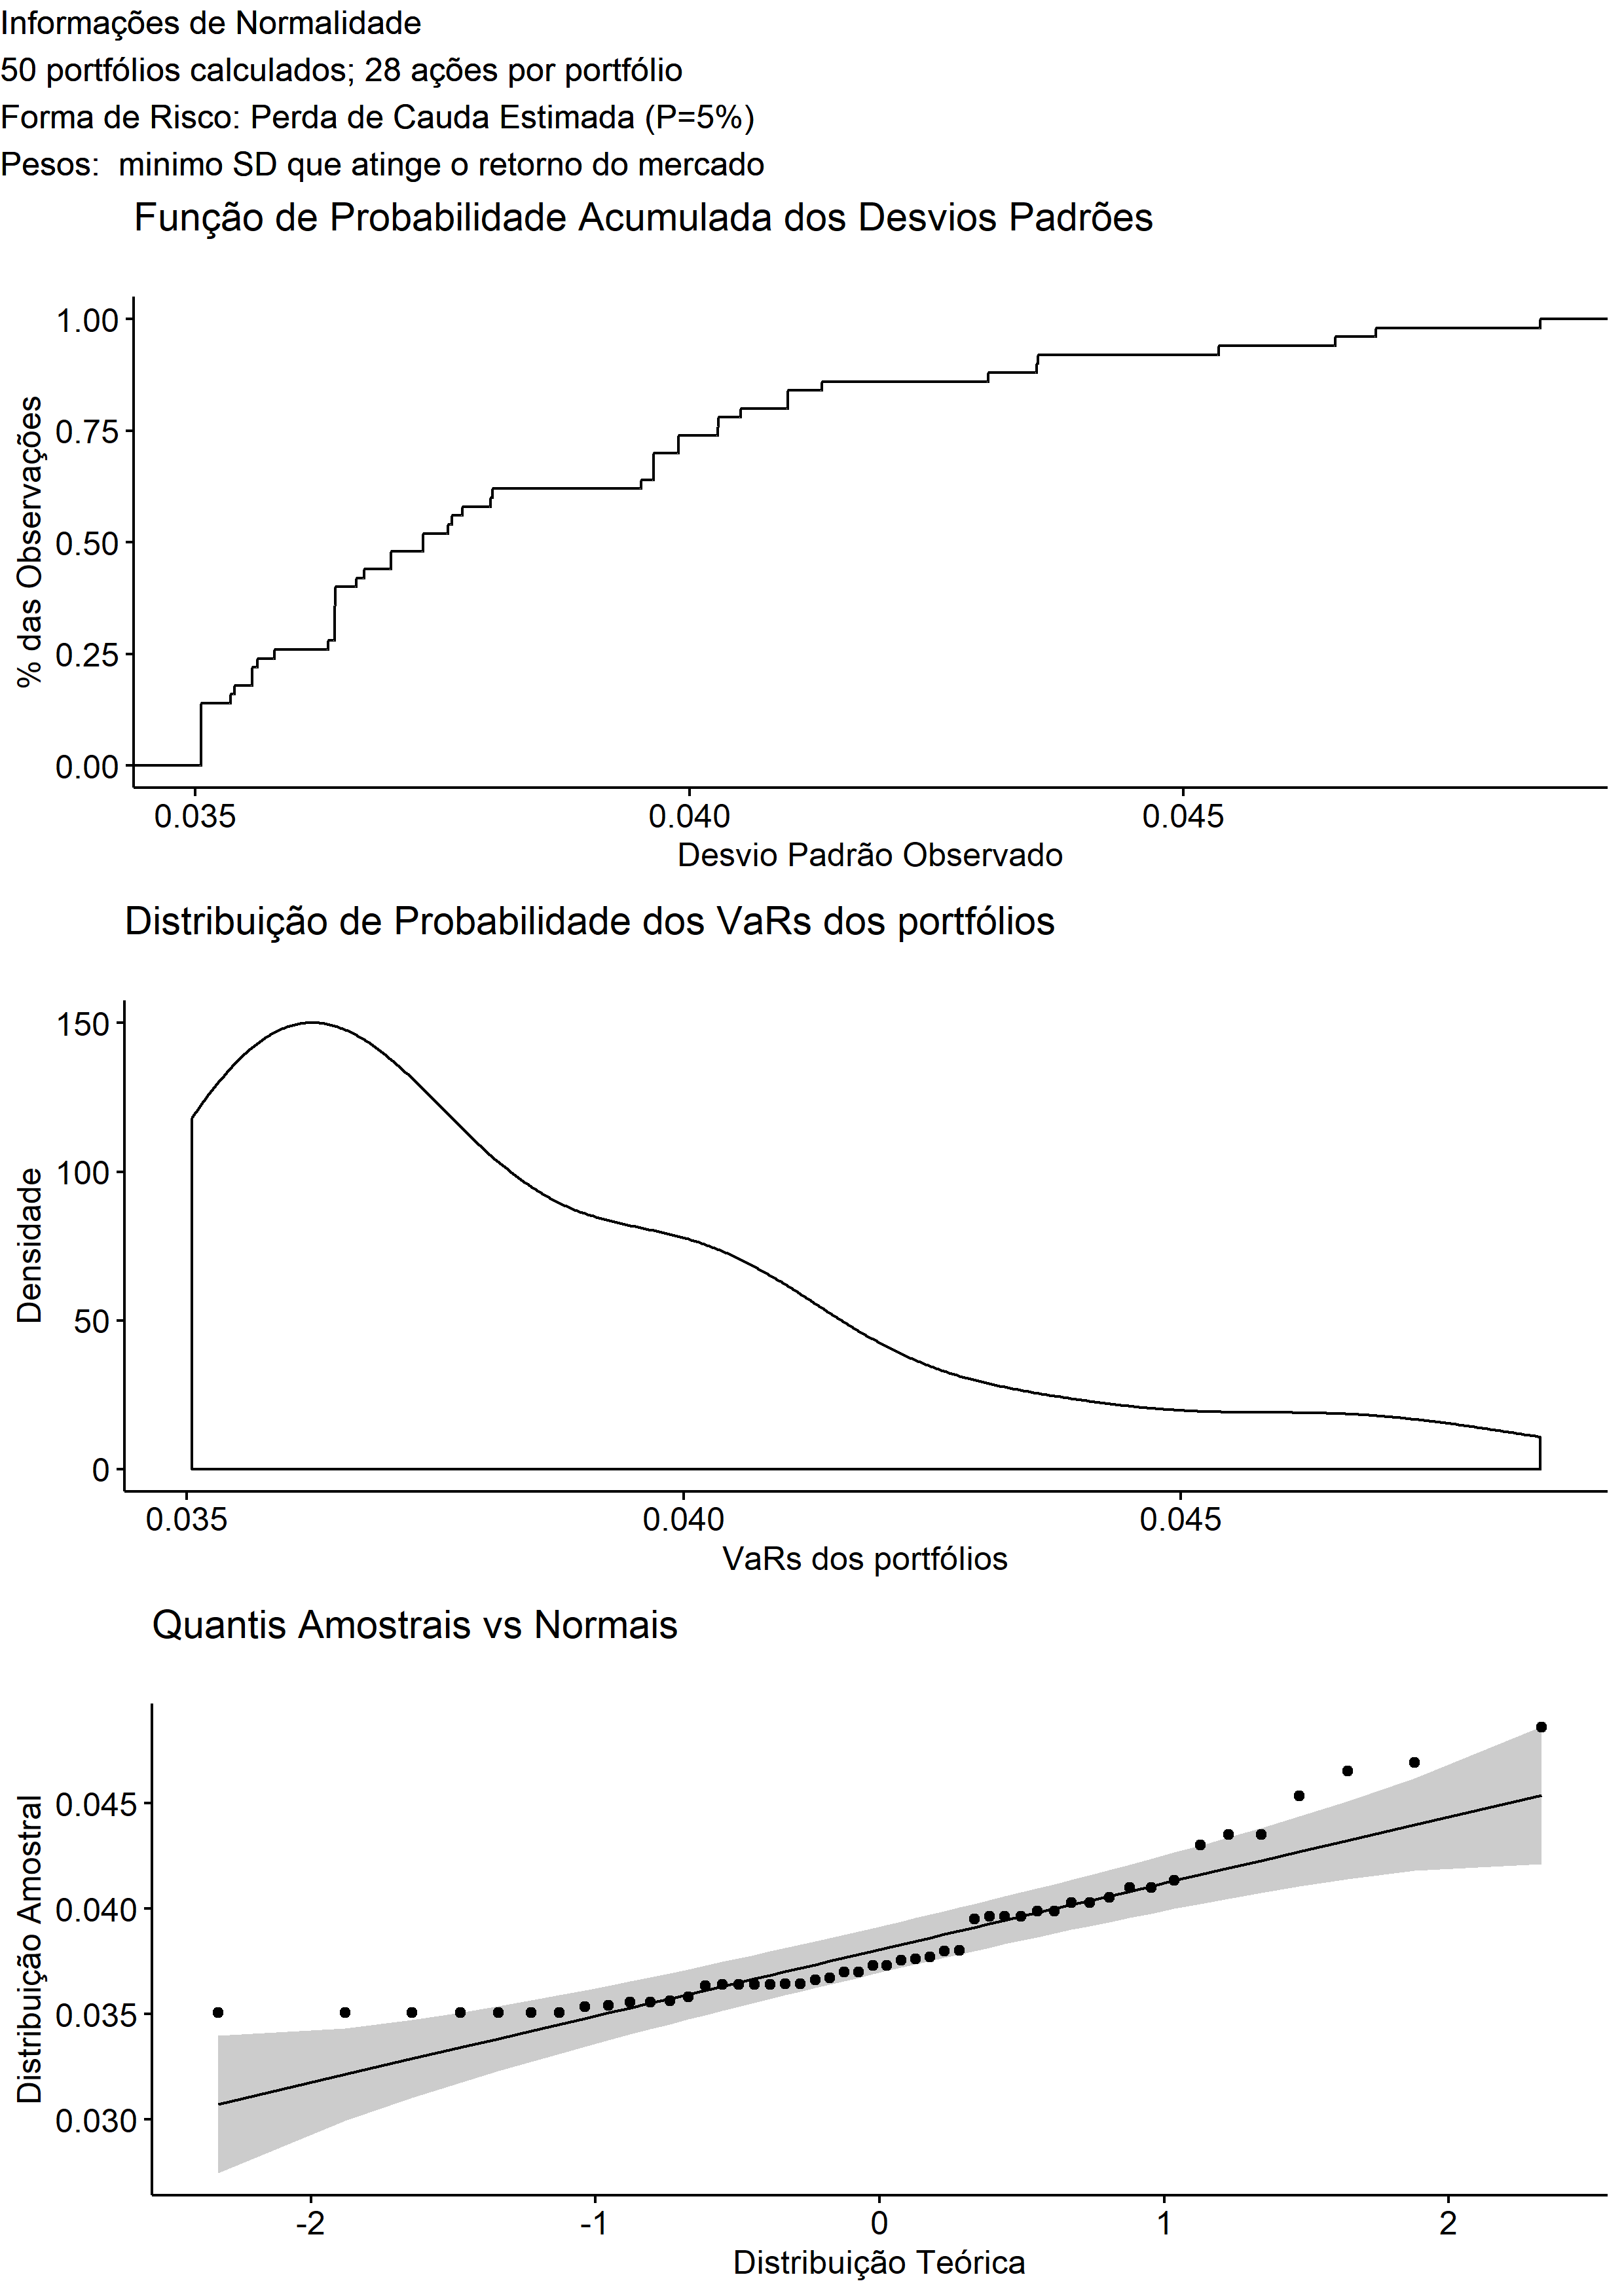 Informações de Normalidade
50 portfólios calculados; 28 ações por portfólio
Forma de Risco: Perda de Cauda Estimada (P=5%)
Pesos:  minimo SD que atinge o retorno do mercado
Função de Probabilidade Acumulada dos Desvios Padrões
% das Observações
1.00
0.75
0.50
0.25
0.00
0.035
0.040
0.045
Desvio Padrão Observado
Distribuição de Probabilidade dos VaRs dos portfólios
Densidade
150
100
50
0
0.035
0.040
0.045
VaRs dos portfólios
Quantis Amostrais vs Normais
Distribuição Amostral
0.045
0.040
0.035
0.030
-2
-1
0
1
2
Distribuição Teórica